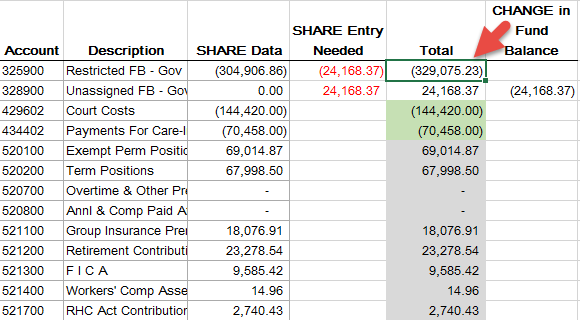 CHANGE in
SHARE Entry Fund
Account Description SHARE Data Needed Total Balance
325900 Restricted FB - Gov (304,906.86) (24,168.37) (329,075.23)
328900 Unassigned FB - Gov 0.00 24,168.37 24,168.37 (24,168.37)
429602 Court Costs (144,420.00) (144,420.00)
434402 Payments For Care-I (70,458.00) (70,458.00)
520100 Exempt Perm Positic 69,014.87 69,014.87
520200 Term Positions 67,998.50 67,998.50
520700 Overtime & Other Pr - -
520800 Annl & Comp Paid A - -
521100 Group Insurance Pre 18,076.91 18,076.91
521200 Retirement Contributi 23,278.54 23,278.54
521300 F I C A 9,585.42 9,585.42
521400 Workers' Comp Asse 14.96 14.96
521700 RHC Act Contribution 2,740.43 2,740.43